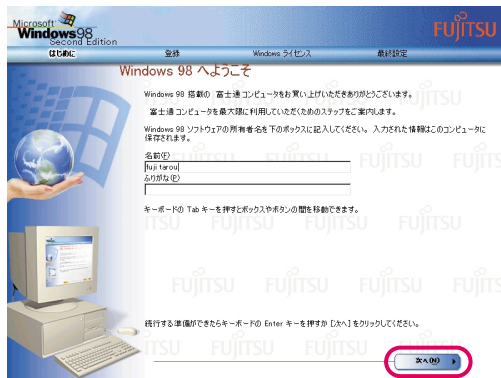 Microsoft
Windows98
Second Edition
FUJITSU
はじめに 登録 Windows ライセンス 最終設定
Windows 98 へようこそ
Windows 98 搭載の 富士通コンピュータをお買い上げいただきありがとうございます。
富士通コンピュータを最大限に利用していただくためのステップをご案内します。
Windows 98 ソフトウェアの所有者名を下のボックスに記入してください。 入力された情報はこのコンピュータに
保存されます。
名前(F)
fuji tarou
ふりがな(P)
キーボードの Tab キーを押すとボックスやボタンの間を移動できます。
続行する準備ができたらキーボードの Enter キーを押すか [次へ] をクリックしてください。
次へ(N)